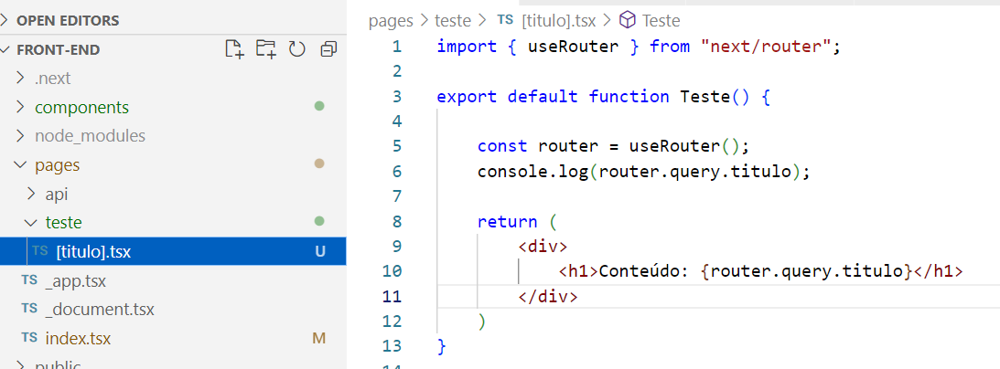 OPEN EDITORS
FRONT-END
.next
components
node_modules
pages
api
teste
TS [titulo].tsx U
TS _app.tsx
TS _document.tsx
TS index.tsx M
public
pages > teste > TS [titulo].tsx > Teste
1 import { useRouter } from "next/router";
2
3 export default function Teste() {
4
5 const router = useRouter();
6 console.log(router.query.titulo);
7
8 return (
9 <div>
10 <h1>Conteúdo: {router.query.titulo}</h1>
11 </div>
12 )
13 }
14